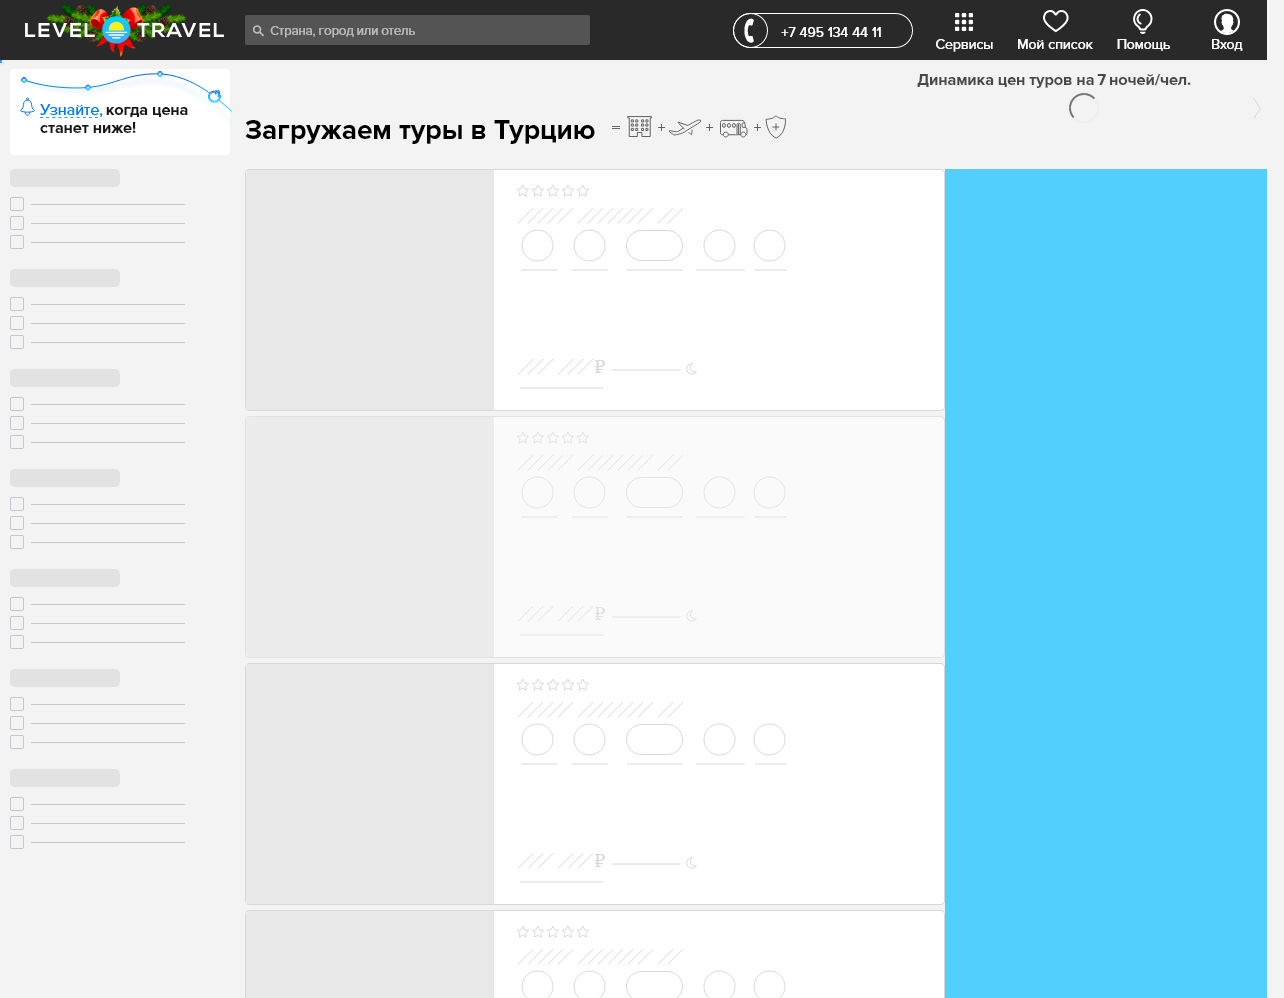 LEVEL TRAVEL
Страна, город или отель
+7 495 134 44 11
Сервисы
Мой список
Помощь
Вход
Узнайте, когда цена
станет ниже!
Динамика цен туров на 7 ночей/чел.
Загружаем туры в Турцию
= + + +
₽
₽
₽